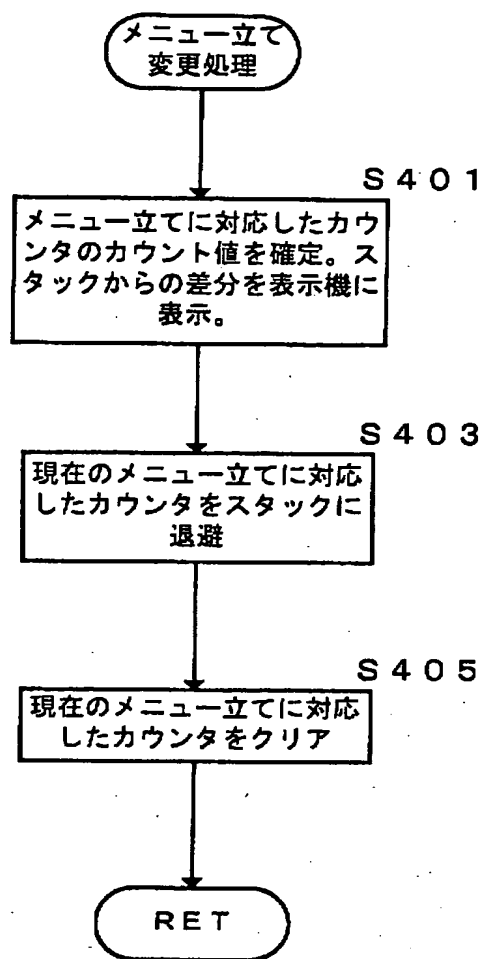 メニュー立て
変更処理
S401
メニュー立てに対応したカウ
ンタのカウント値を確定。ス
タックからの差分を表示機に
表示。
S403
現在のメニュー立てに対応
したカウンタをスタックに
退避
S405
現在のメニュー立てに対応
したカウンタをクリア
RET